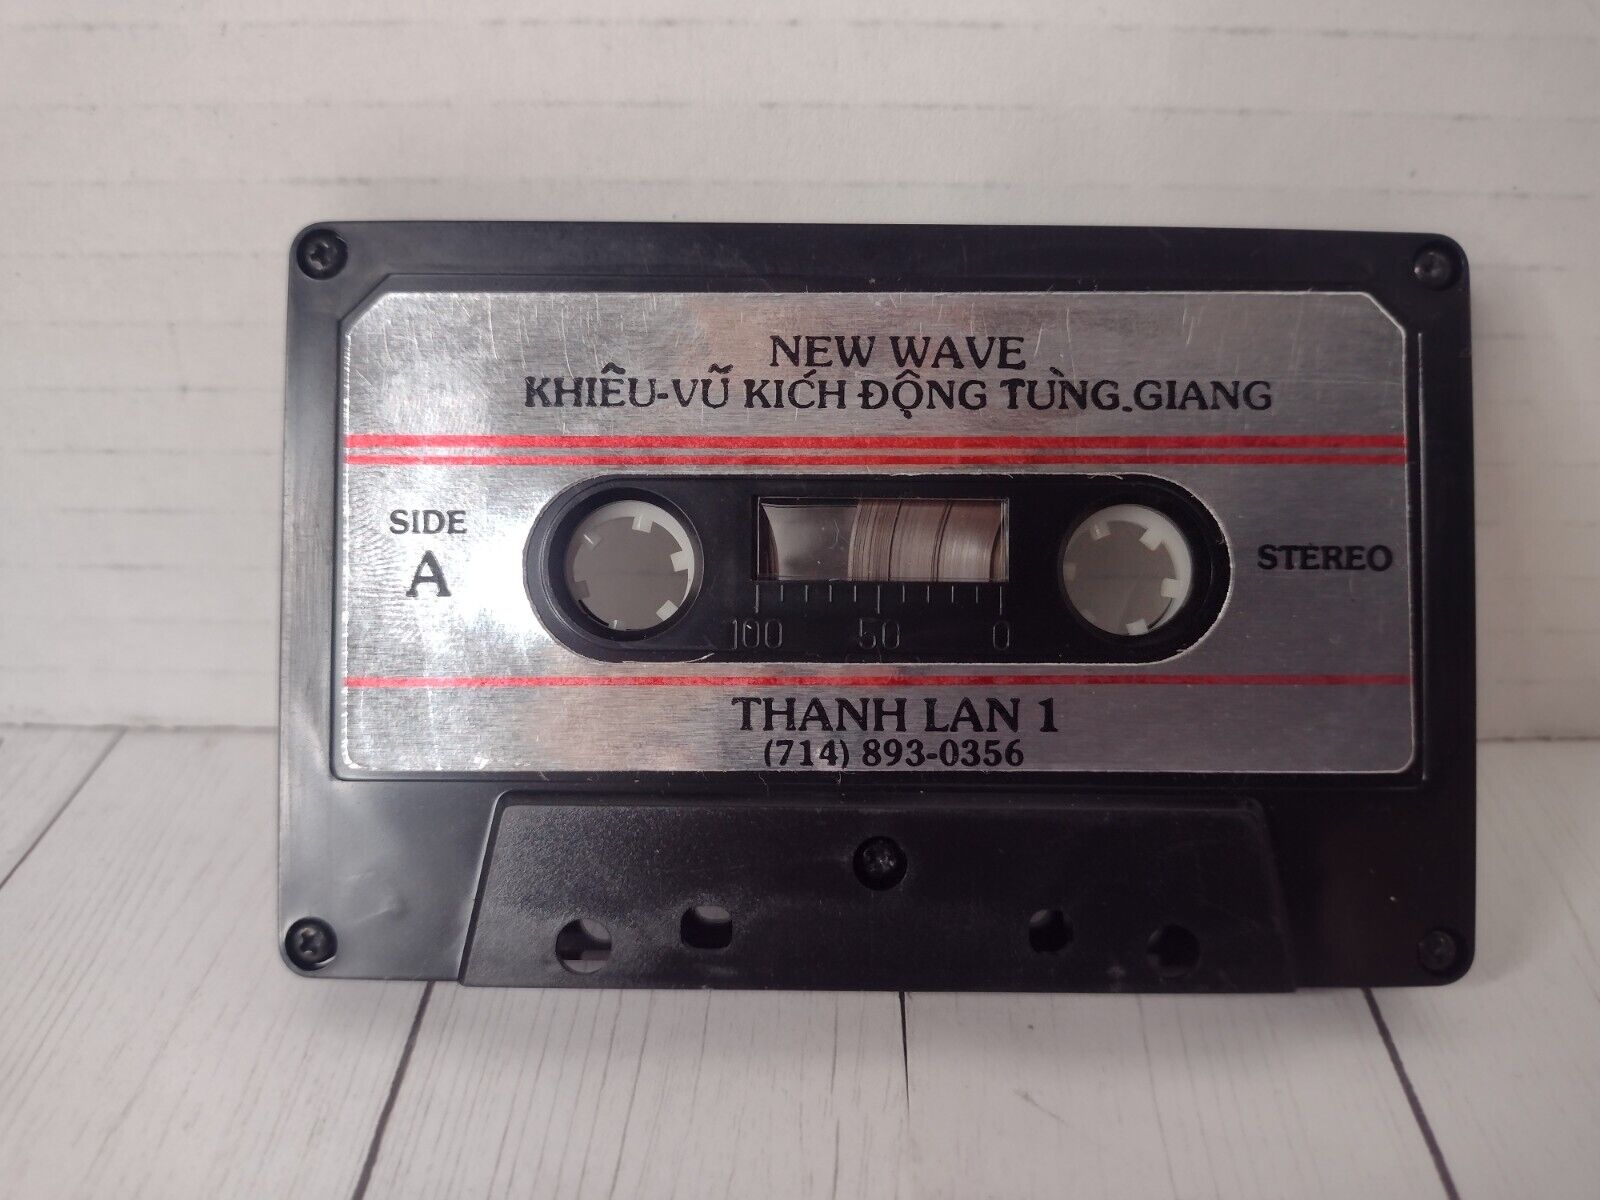 NEW WAVE
KHIÊU-VŨ KÍCH ĐỘNG TÙNG.GIANG
SIDE
A
STEREO
100 50 0
THANH LAN 1
(714) 893-0356